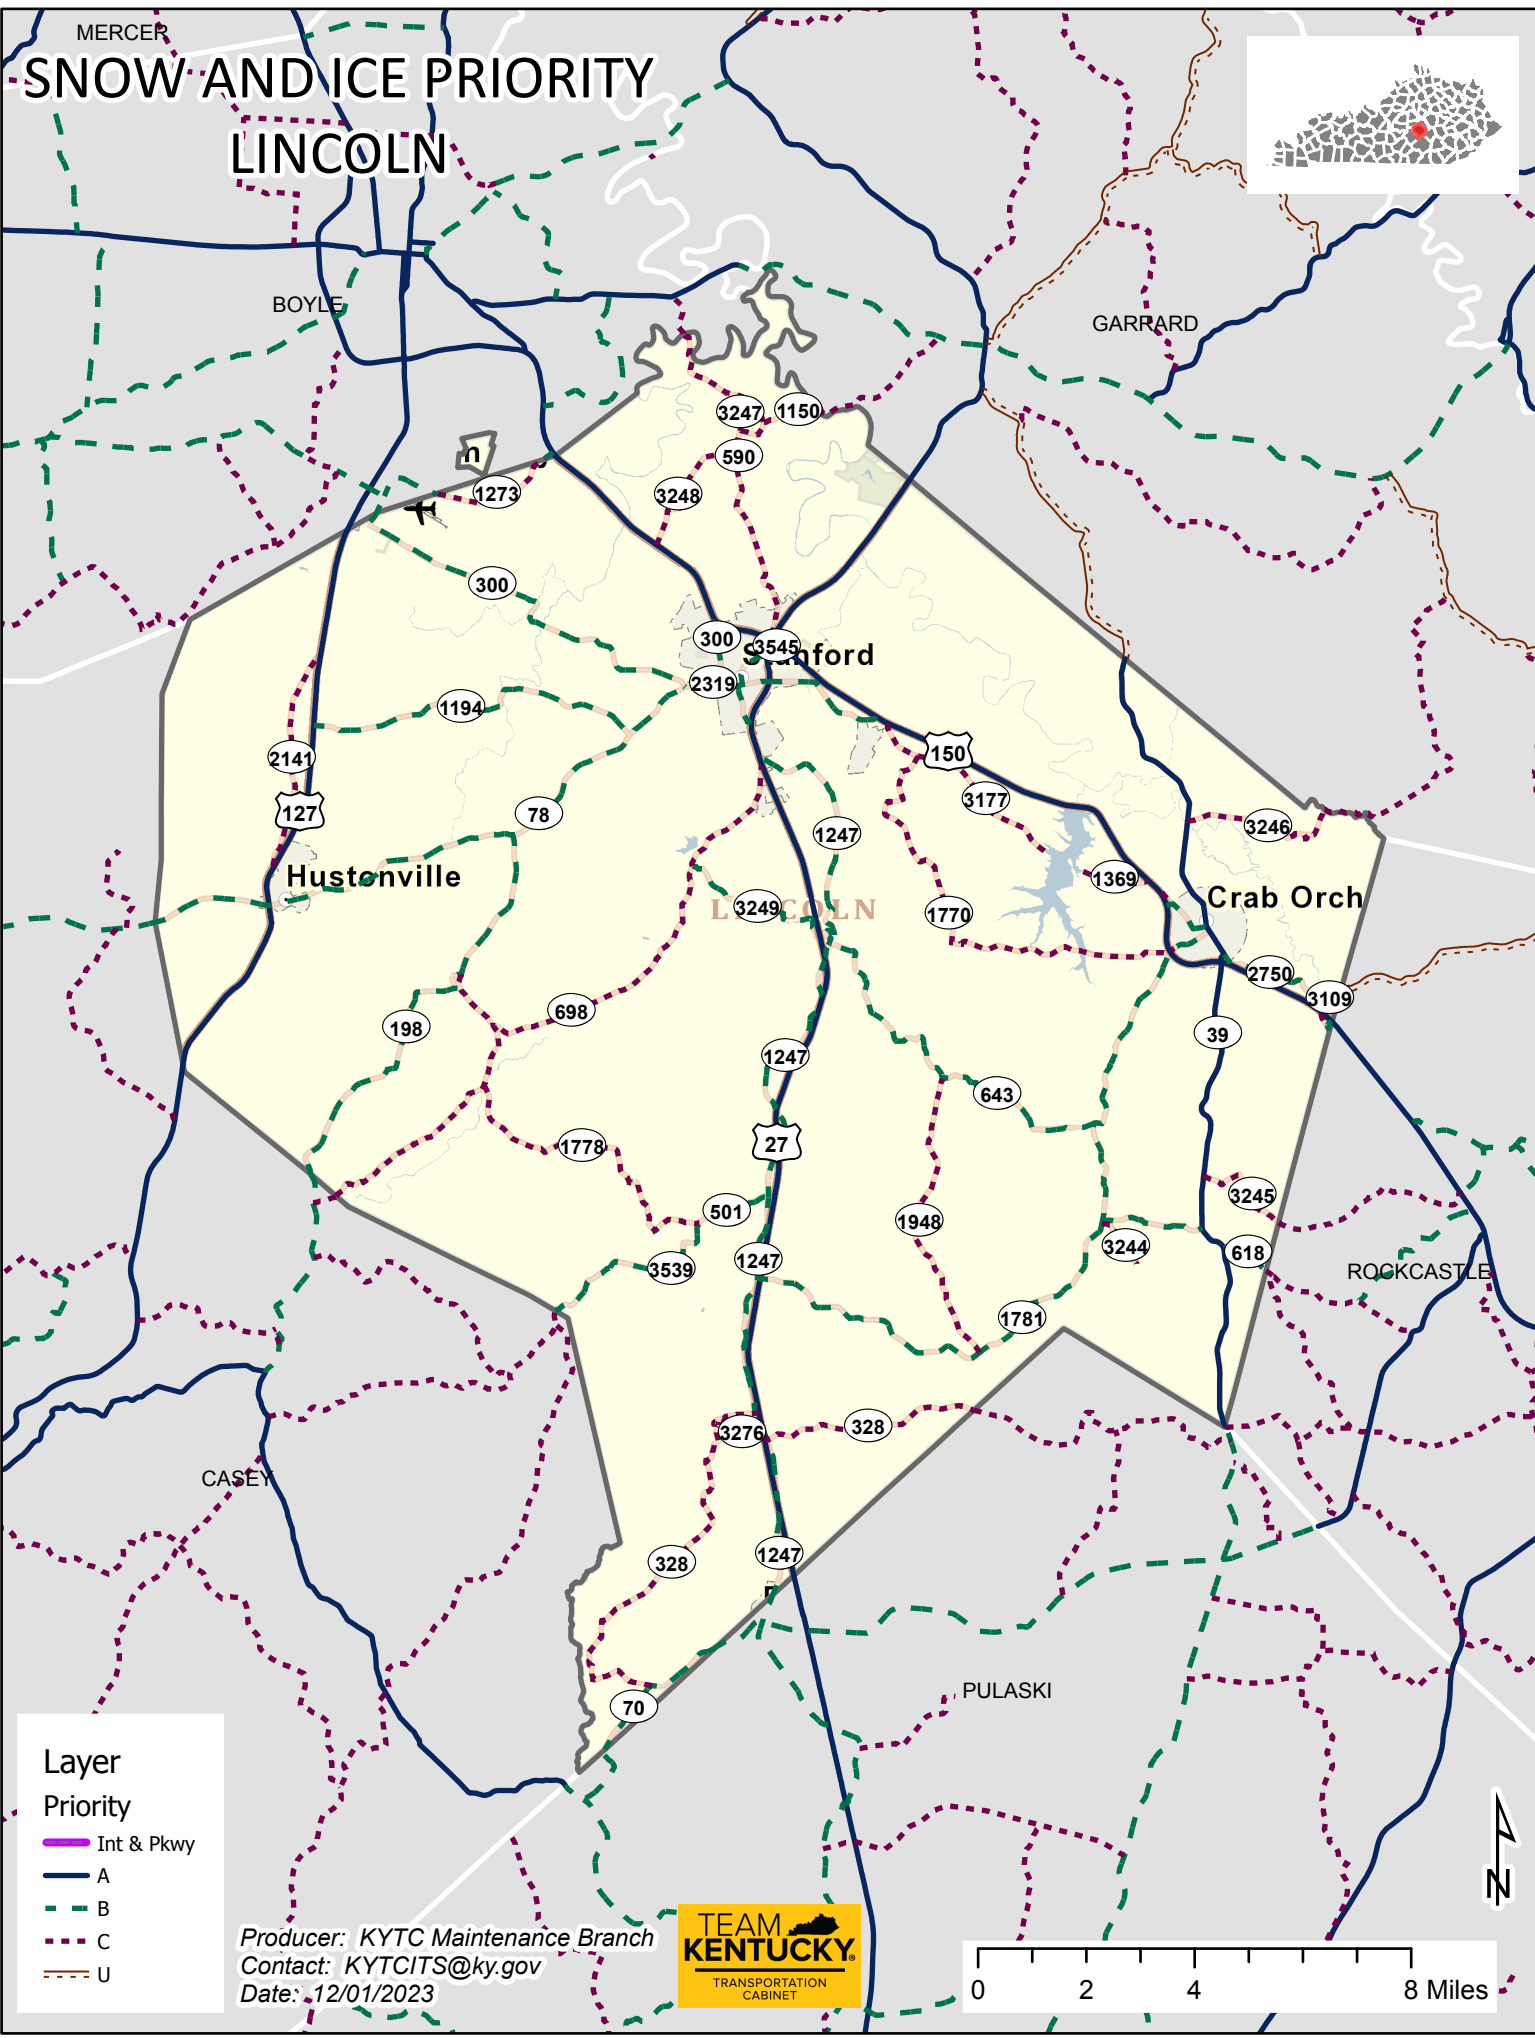 MERCER
SNOW AND ICE PRIORITY
LINCOLN
BOYLE
GARRARD
3247
1150
590
n
1273
3248
300
300
3545
Stanford
2319
1194
150
2141
127
3177
78
1247
3246
Hustonville
1369
Crab Orch
3249
LINCOLN
1770
2750
3109
698
198
39
1247
643
27
1778
3245
501
1948
3244
618
1247
3539
ROCKCASTLE
1781
328
3276
CASEY
1247
328
PULASKI
70
Layer
Priority
Int & Pkwy
A
B
C
U
N
Producer: KYTC Maintenance Branch
Contact: KYTCITS@ky.gov
Date: 12/01/2023
TEAM
KENTUCKY®
TRANSPORTATION
CABINET
0 2 4 8 Miles